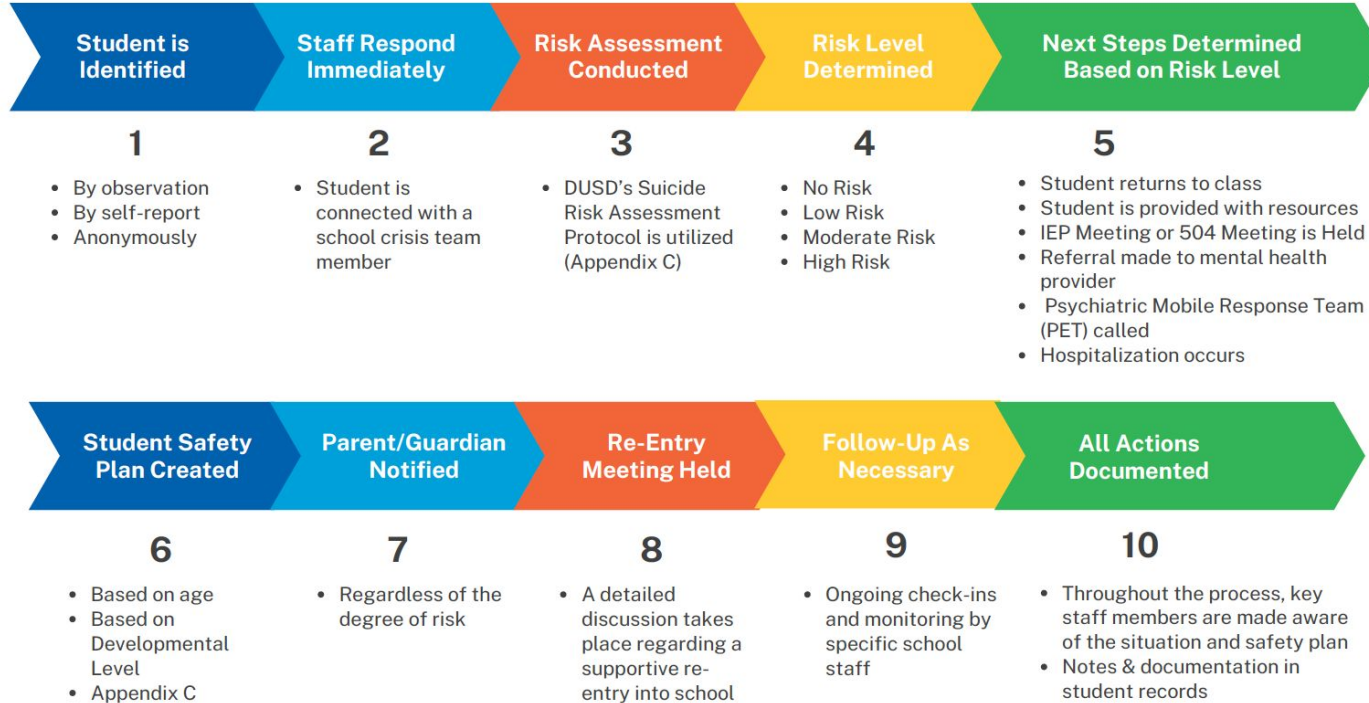 Student is
Identified
Staff Respond
Immediately
Risk Assessment
Conducted
Risk Level
Determined
Next Steps Determined
Based on Risk Level
1
• By observation
• By self-report
• Anonymously
2
• Student is
connected with a
school crisis team
member
3
• DUSD's Suicide
Risk Assessment
Protocol is utilized
(Appendix C)
4
• No Risk
• Low Risk
• Moderate Risk
• High Risk
5
• Student returns to class
• Student is provided with resources
• IEP Meeting or 504 Meeting is Held
• Referral made to mental health
provider
• Psychiatric Mobile Response Team
(PET) called
• Hospitalization occurs
Student Safety
Plan Created
Parent/Guardian
Notified
Re-Entry
Meeting Held
Follow-Up As
Necessary
All Actions
Documented
6
• Based on age
• Based on
Developmental
Level
• Appendix C
7
• Regardless of the
degree of risk
8
• A detailed
discussion takes
place regarding a
supportive re-
entry into school
9
• Ongoing check-ins
and monitoring by
specific school
staff
10
• Throughout the process, key
staff members are made aware
of the situation and safety plan
• Notes & documentation in
student records